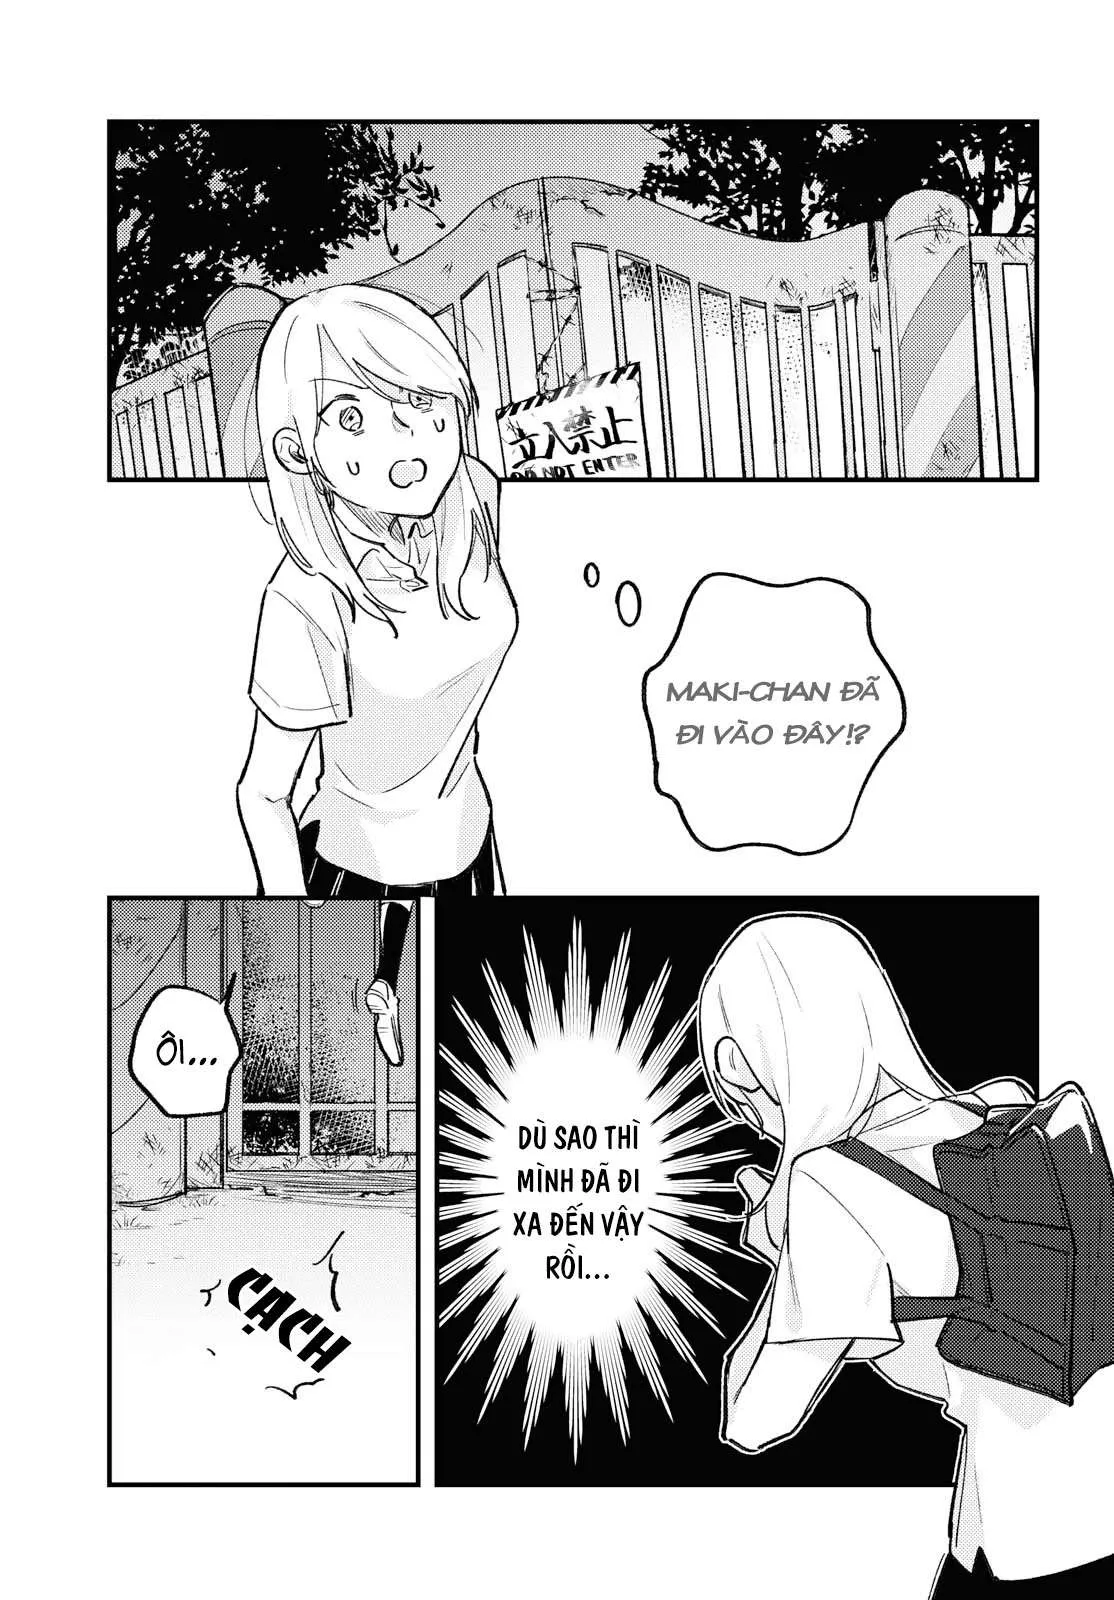 立入禁止
DO NOT ENTER
MAKI-CHAN ĐÃ
ĐI VÀO ĐÂY!?
DÙ SAO THÌ
MÌNH ĐÃ ĐI
XA ĐẾN VẬY
RỒI...
ÔI...
CẠCH